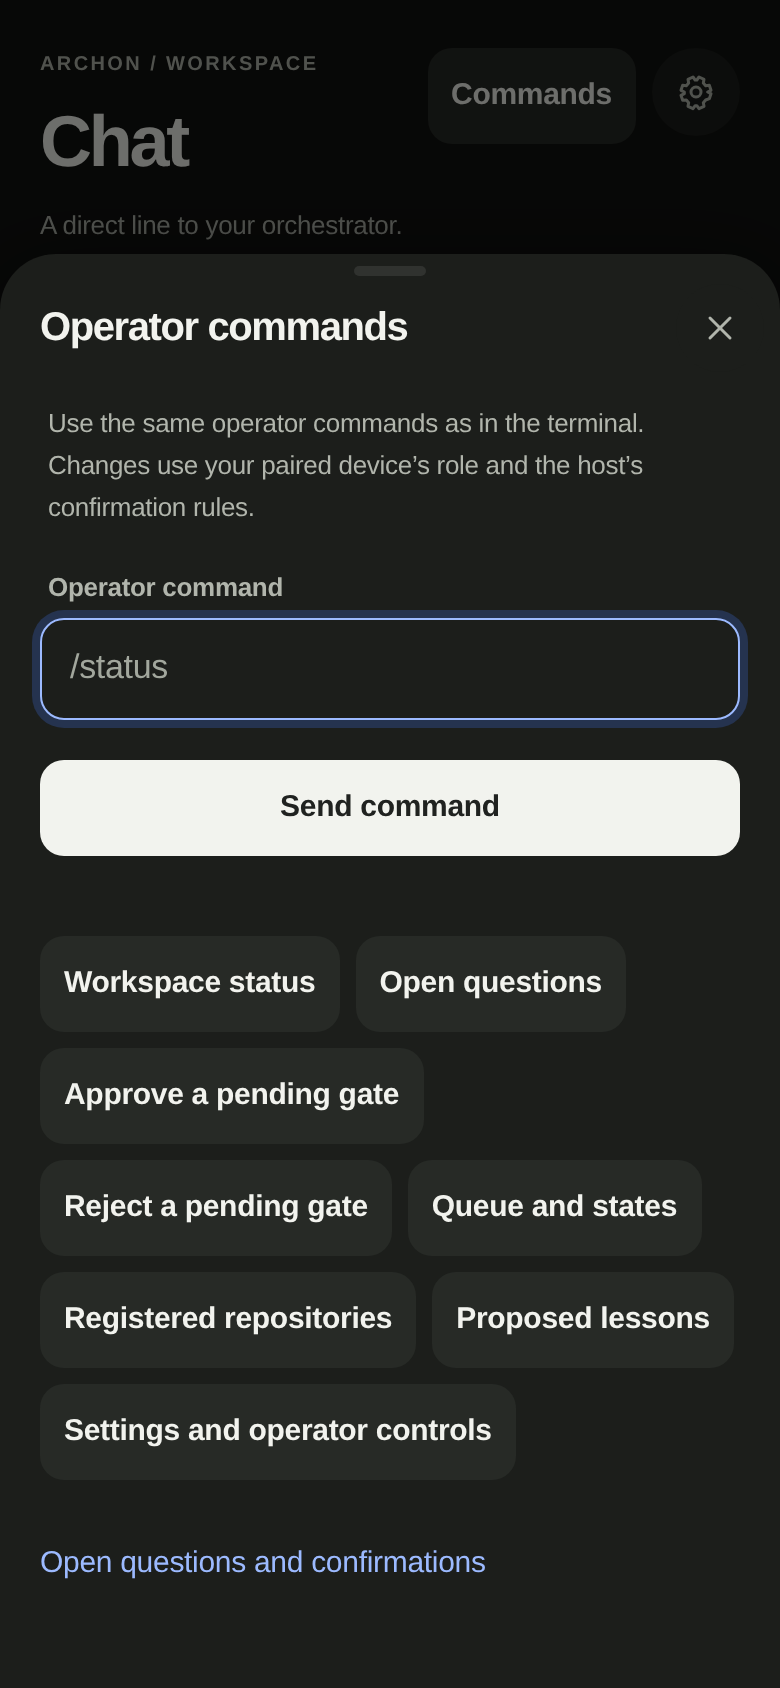 ARCHON / WORKSPACE
Commands
Chat
A direct line to your orchestrator.
Operator commands
Use the same operator commands as in the terminal.
Changes use your paired device’s role and the host’s
confirmation rules.
Operator command
/status
Send command
Workspace status
Open questions
Approve a pending gate
Reject a pending gate
Queue and states
Registered repositories
Proposed lessons
Settings and operator controls
Open questions and confirmations